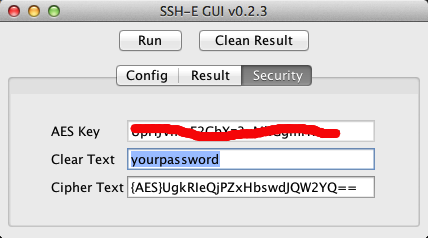 SSH-E GUI v0.2.3
Run Clean Result
Config Result Security
AES Key
Clear Text yourpassword
Cipher Text {AES}UgkRIeQjPZxHbswdJQW2YQ==